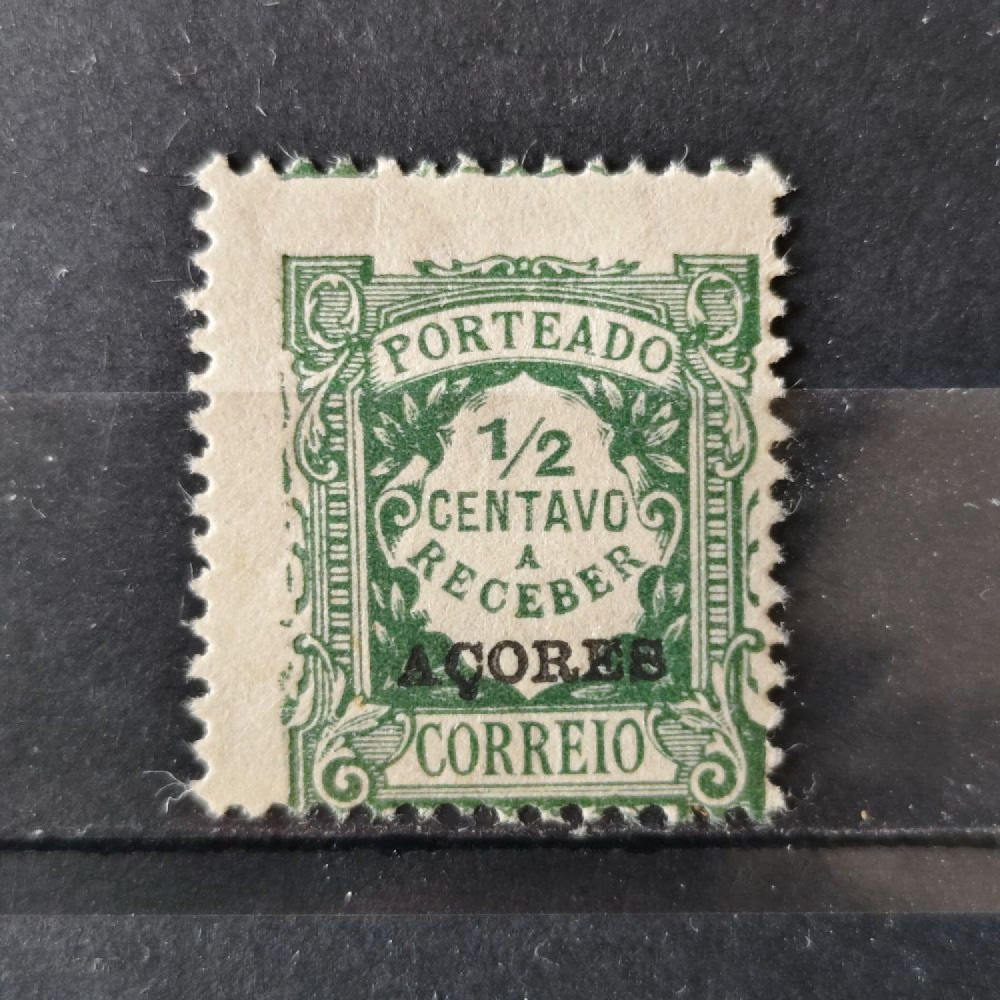 PORTEADO
1/2
CENTAVO
A
RECEBER
AÇORES
CORREIO